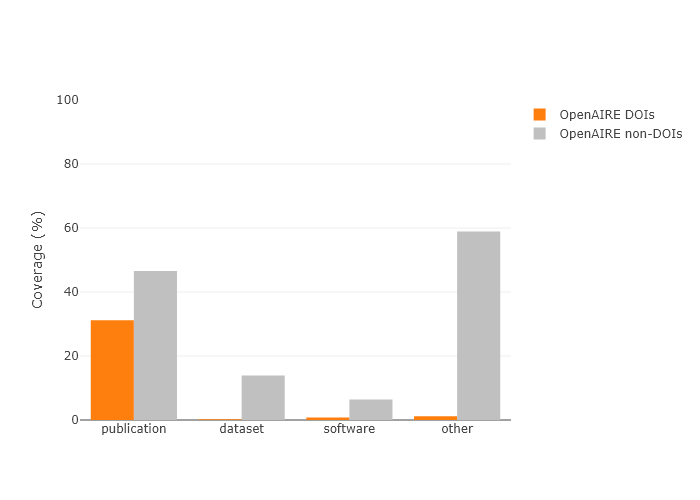 100
80
60
40
20
0
Coverage (%)
publication
dataset
software
other
OpenAIRE DOIs
OpenAIRE non-DOIs